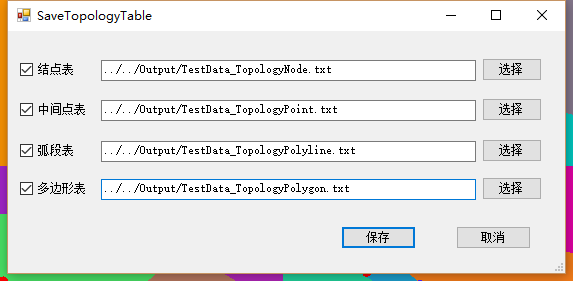 SaveTopologyTable
结点表 ../../Output/TestData_TopologyNode.txt 选择
中间点表 ../../Output/TestData_TopologyPoint.txt 选择
弧段表 ../../Output/TestData_TopologyPolyline.txt 选择
多边形表 ../../Output/TestData_TopologyPolygon.txt 选择
保存 取消